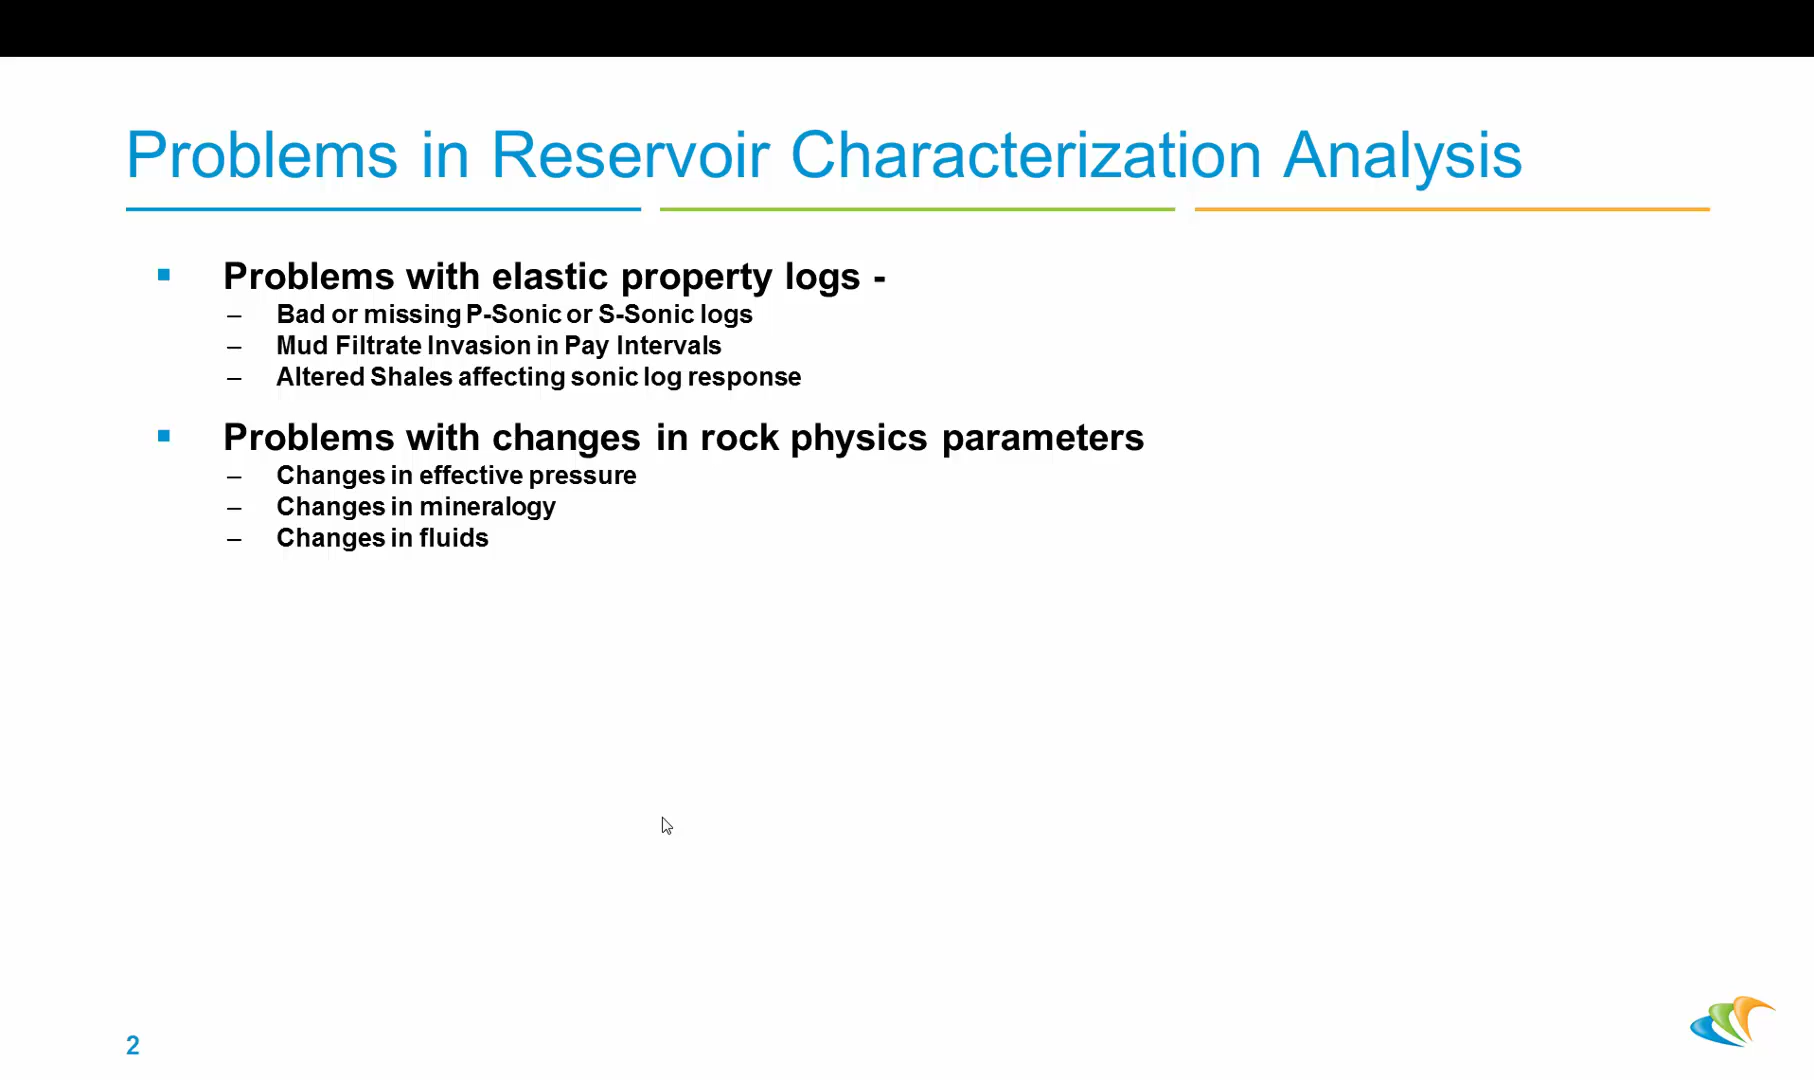 Problems in Reservoir Characterization Analysis
▪ Problems with elastic property logs -
– Bad or missing P-Sonic or S-Sonic logs
– Mud Filtrate Invasion in Pay Intervals
– Altered Shales affecting sonic log response
▪ Problems with changes in rock physics parameters
– Changes in effective pressure
– Changes in mineralogy
– Changes in fluids
2